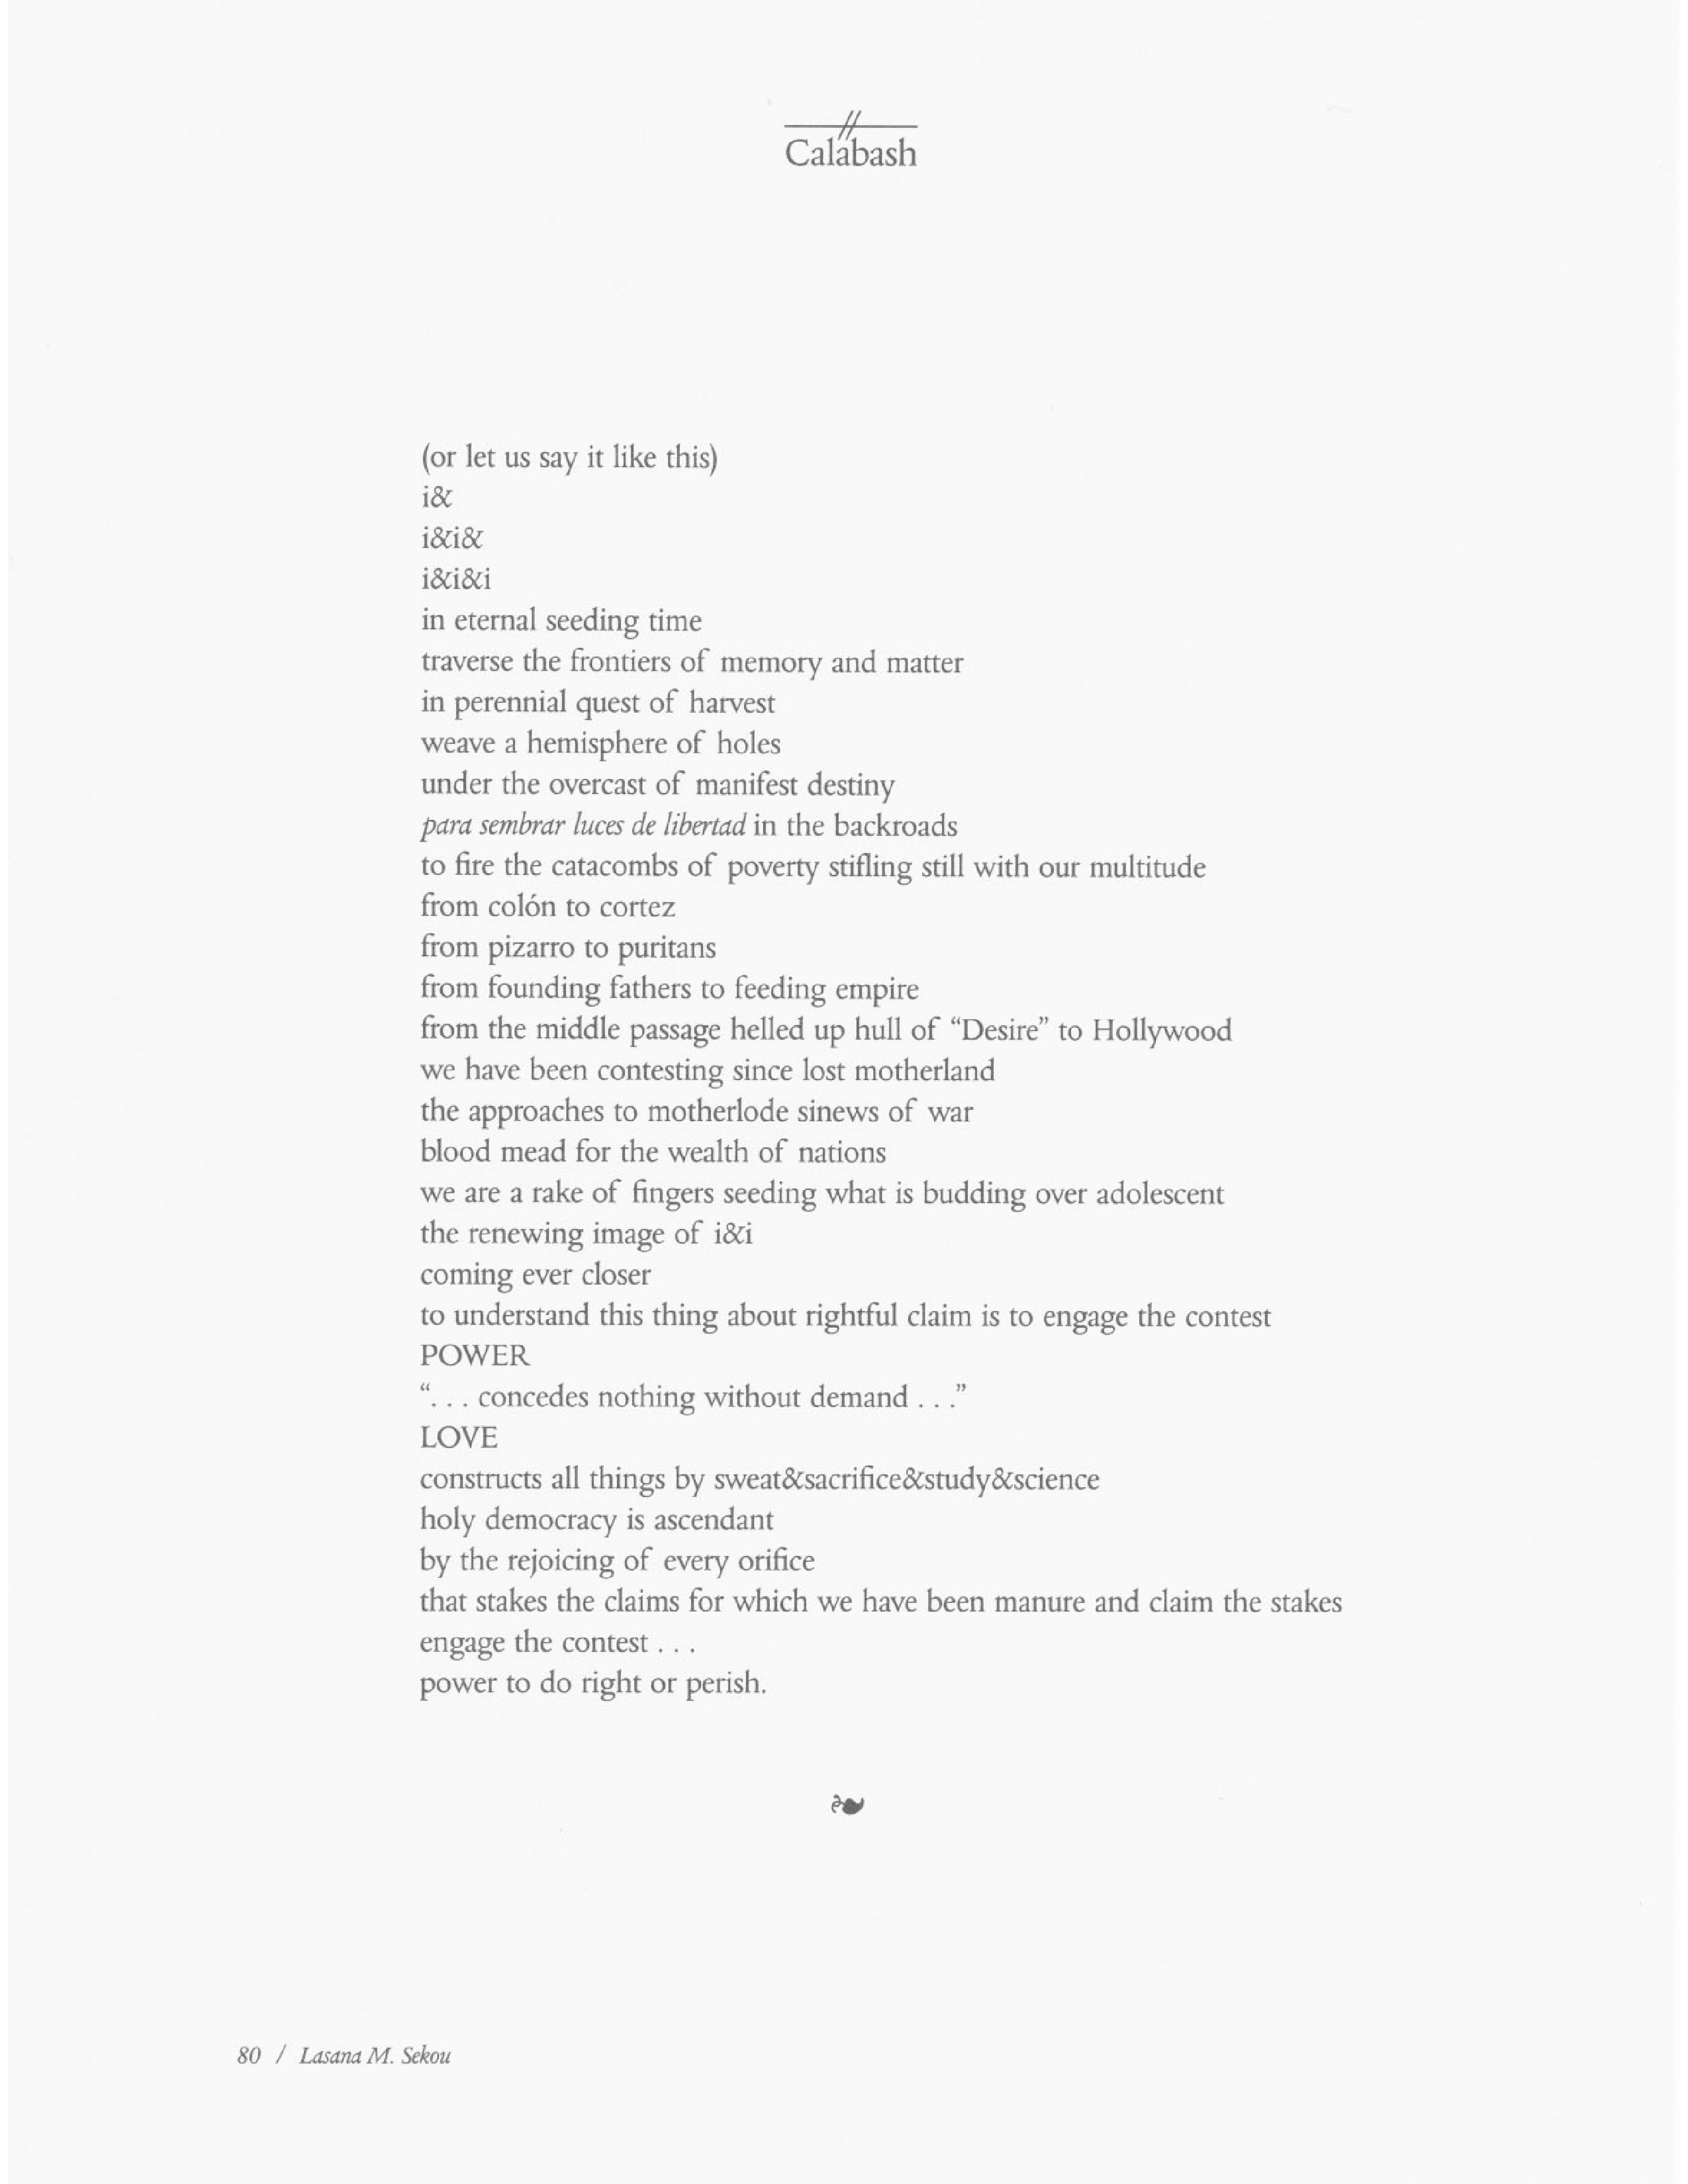 Calabash
(or let us say it like this)
i&
i&i&
i&i&i
in eternal seeding time
traverse the frontiers of memory and matter
in perennial quest of harvest
weave a hemisphere of holes
under the overcast of manifest destiny
para sembrar luces de libertad in the backroads
to fire the catacombs of poverty stifling still with our multitude
from colón to cortez
from pizarro to puritans
from founding fathers to feeding empire
from the middle passage helled up hull of “Desire” to Hollywood
we have been contesting since lost motherland
the approaches to motherlode sinews of war
blood mead for the wealth of nations
we are a rake of fingers seeding what is budding over adolescent
the renewing image of i&i
coming ever closer
to understand this thing about rightful claim is to engage the contest
POWER
“. . . concedes nothing without demand . . .”
LOVE
constructs all things by sweat&sacrifice&study&science
holy democracy is ascendant
by the rejoicing of every orifice
that stakes the claims for which we have been manure and claim the stakes
engage the contest . . .
power to do right or perish.
80 / Lasana M. Sekou